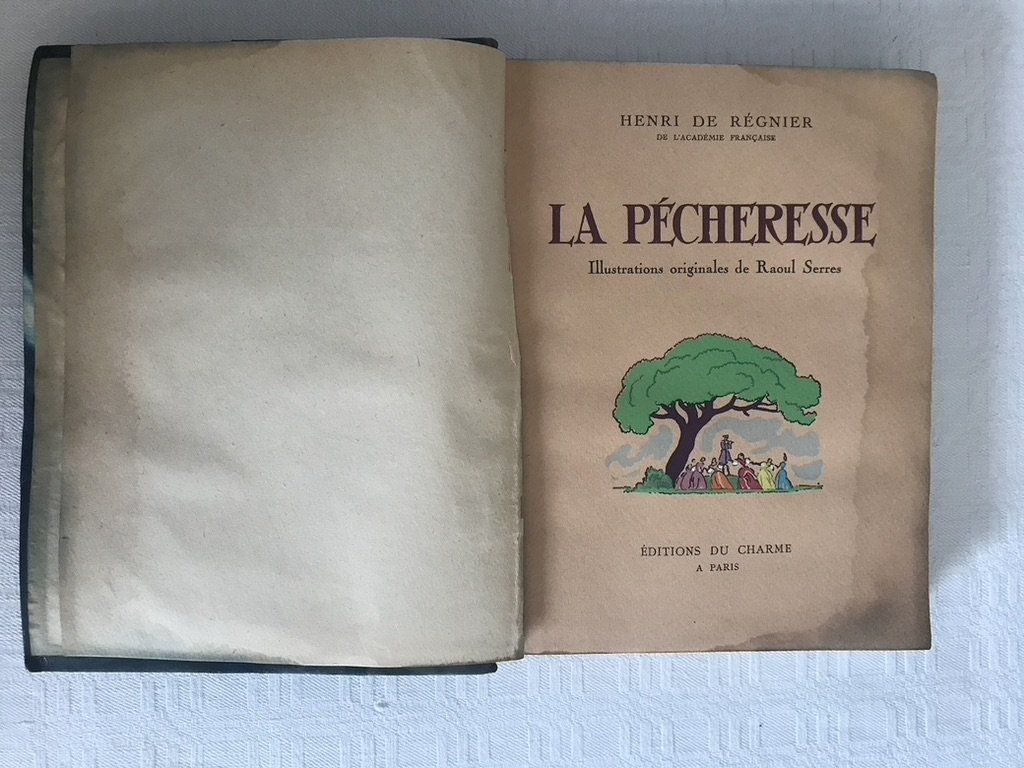 HENRI DE RÉGNIER
DE L'ACADÉMIE FRANÇAISE
LA PÉCHERESSE
Illustrations originales de Raoul Serres
ÉDITIONS DU CHARME
A PARIS